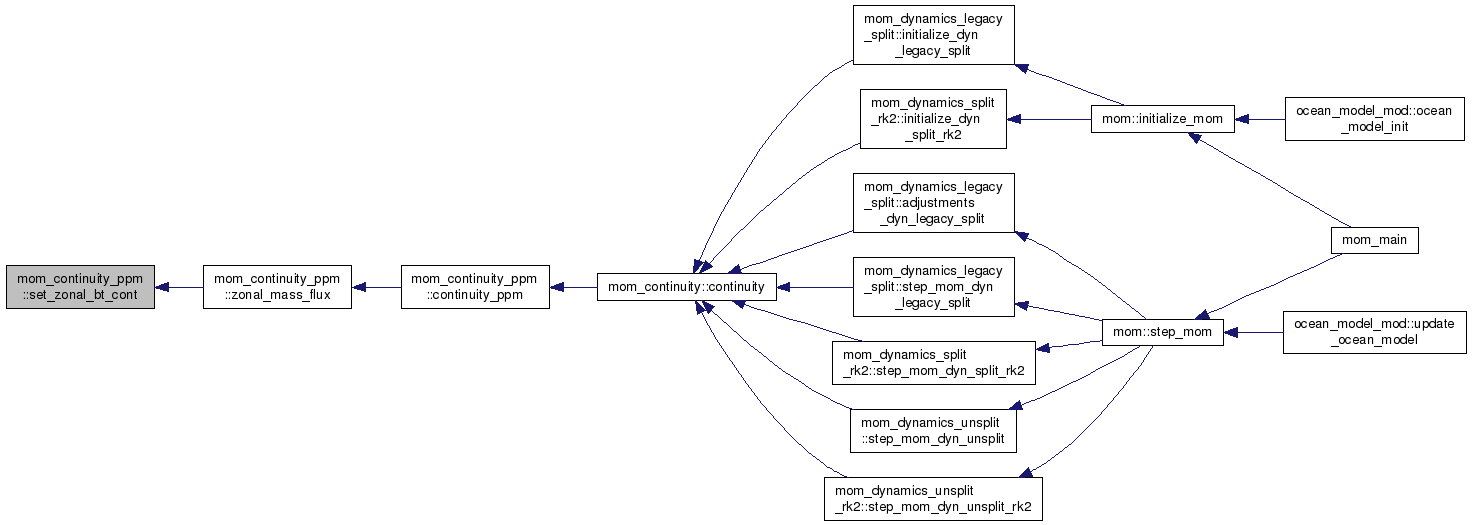 mom_continuity_ppm
::set_zonal_bt_cont
mom_continuity_ppm
::zonal_mass_flux
mom_continuity_ppm
::continuity_ppm
mom_continuity::continuity
mom_dynamics_legacy
_split::initialize_dyn
_legacy_split
mom_dynamics_split
_rk2::initialize_dyn
_split_rk2
mom_dynamics_legacy
_split::adjustments
_dyn_legacy_split
mom_dynamics_legacy
_split::step_mom_dyn
_legacy_split
mom_dynamics_split
_rk2::step_mom_dyn_split_rk2
mom_dynamics_unsplit
::step_mom_dyn_unsplit
mom_dynamics_unsplit
_rk2::step_mom_dyn_unsplit_rk2
mom::initialize_mom
mom::step_mom
ocean_model_mod::ocean
_model_init
mom_main
ocean_model_mod::update
_ocean_model